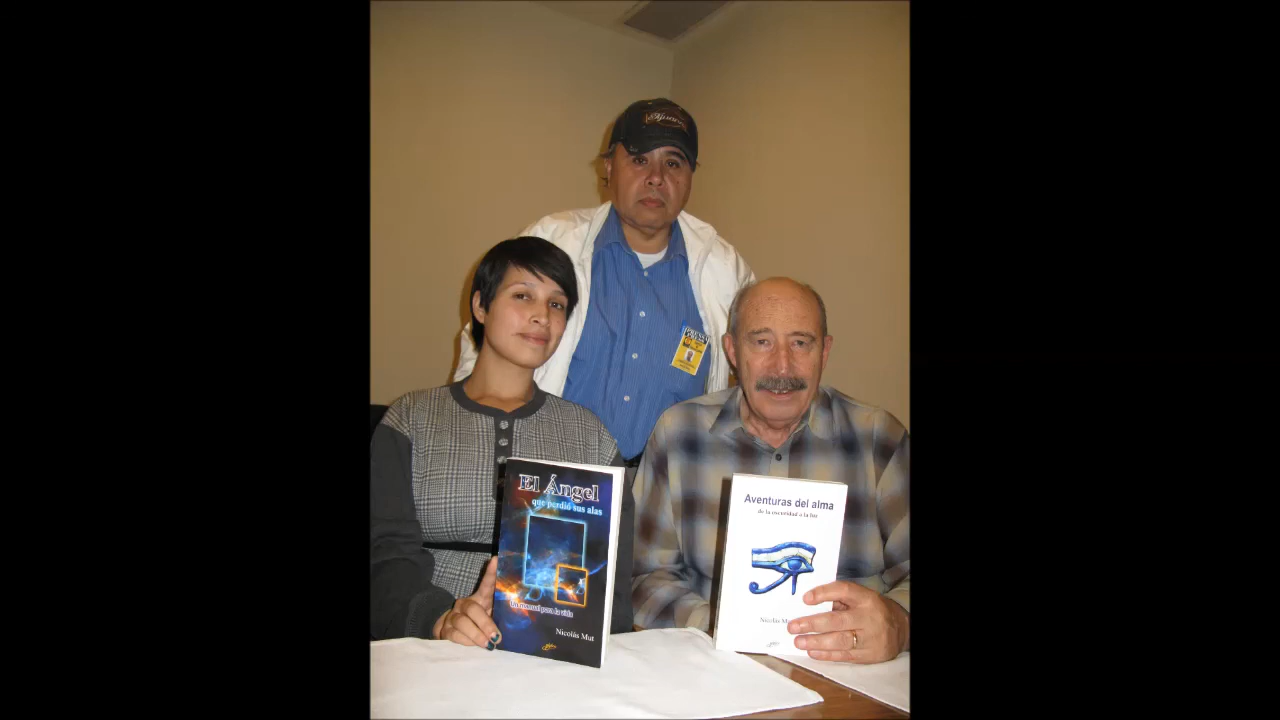 El Ángel
que perdió sus alas
Un manual para la vida
Nicolás Mut
Aventuras del alma
de la oscuridad a la luz
Nicolás